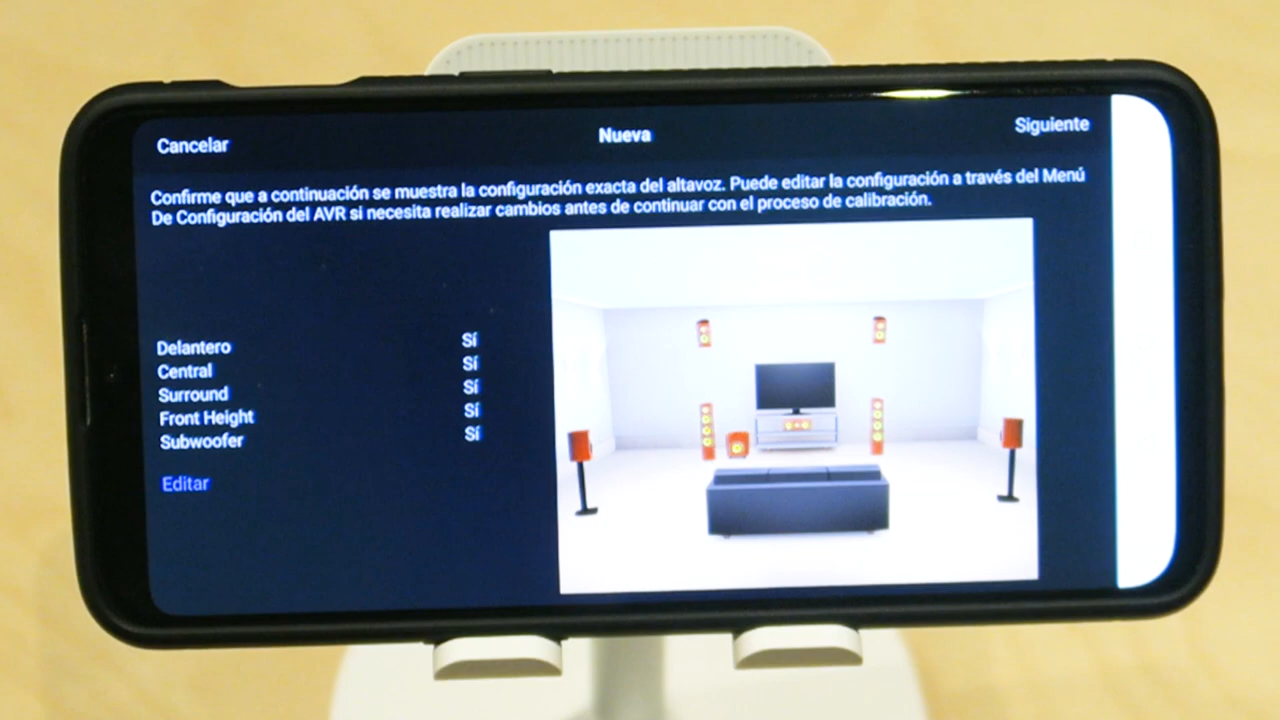 Cancelar
Nueva
Siguiente
Confirme que a continuación se muestra la configuración exacta del altavoz. Puede editar la configuración a través del Menú
De Configuración del AVR si necesita realizar cambios antes de continuar con el proceso de calibración.
Delantero Sí
Central Sí
Surround Sí
Front Height Sí
Subwoofer Sí
Editar